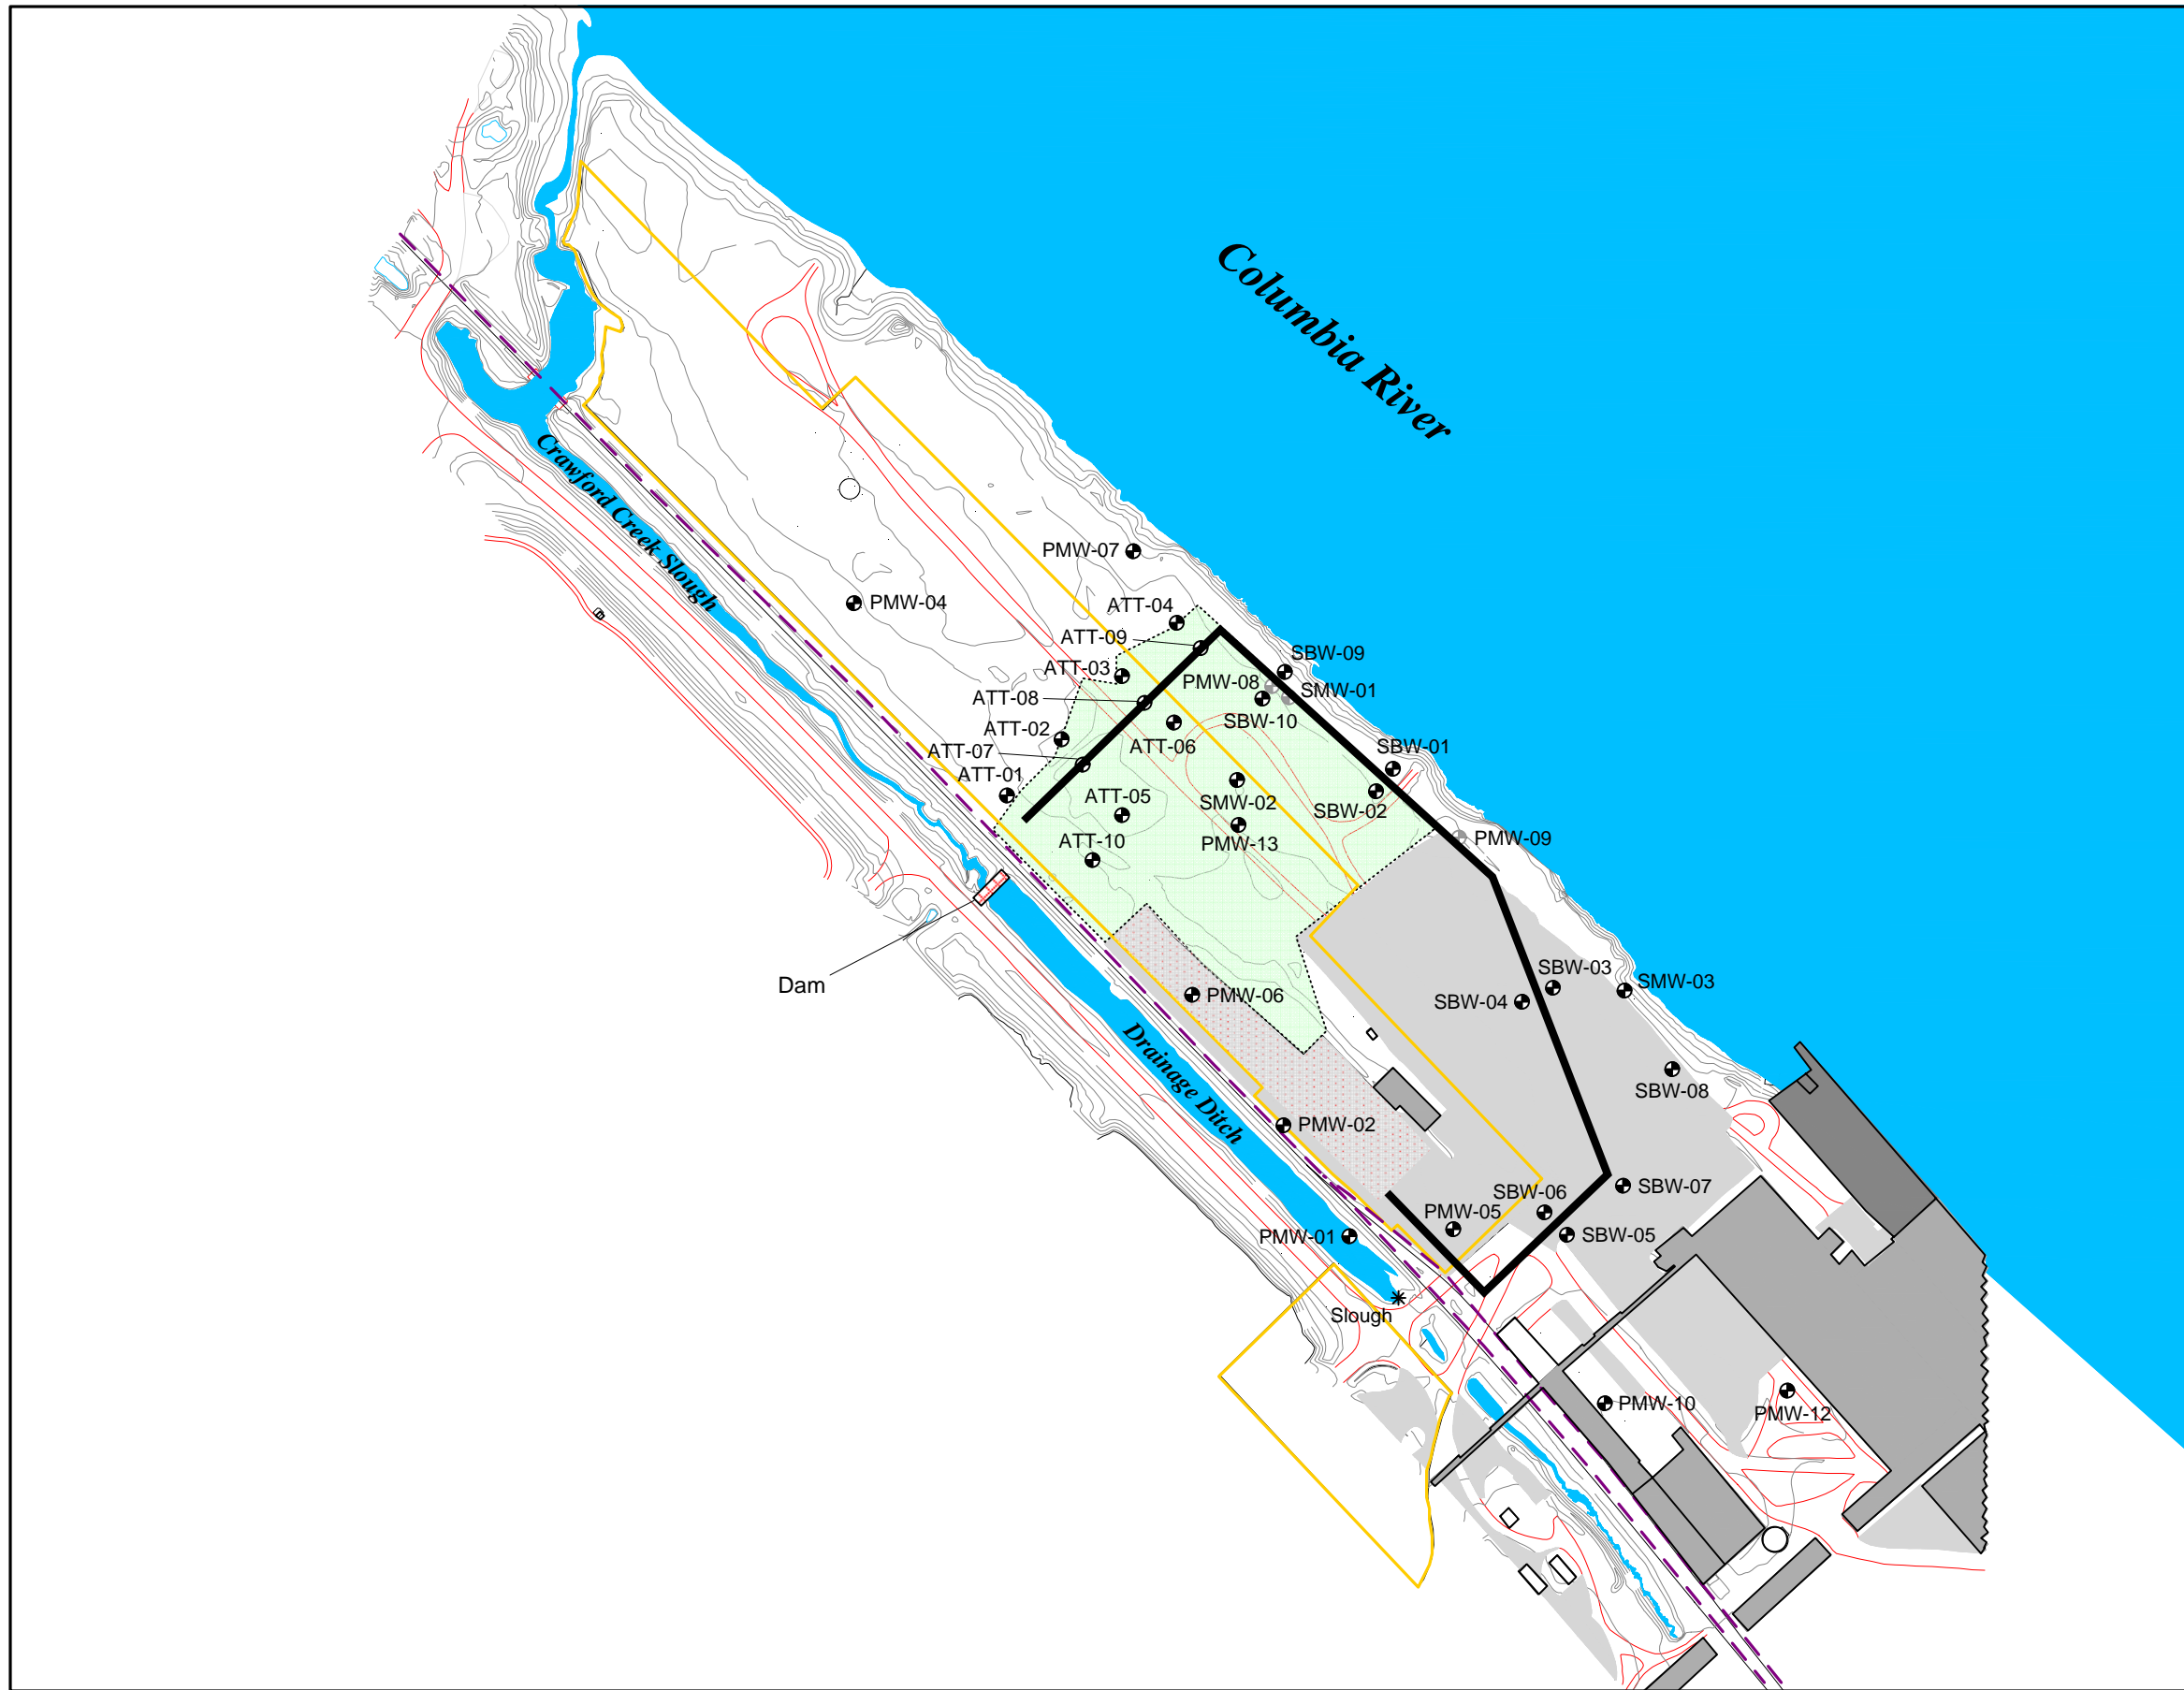 Columbia River
Crawford Creek Slough
PMW-07
PMW-04
ATT-04
ATT-09
ATT-03
SBW-09
PMW-08
SMW-01
ATT-08
SBW-10
ATT-02
ATT-06
ATT-07
SBW-01
ATT-01
ATT-05
SMW-02
SBW-02
PMW-13
PMW-09
ATT-10
Dam
SBW-03
SMW-03
PMW-06
SBW-04
Drainage Ditch
SBW-08
PMW-02
SBW-07
SBW-06
PMW-05
PMW-01
SBW-05
Slough
PMW-10
PMW-12